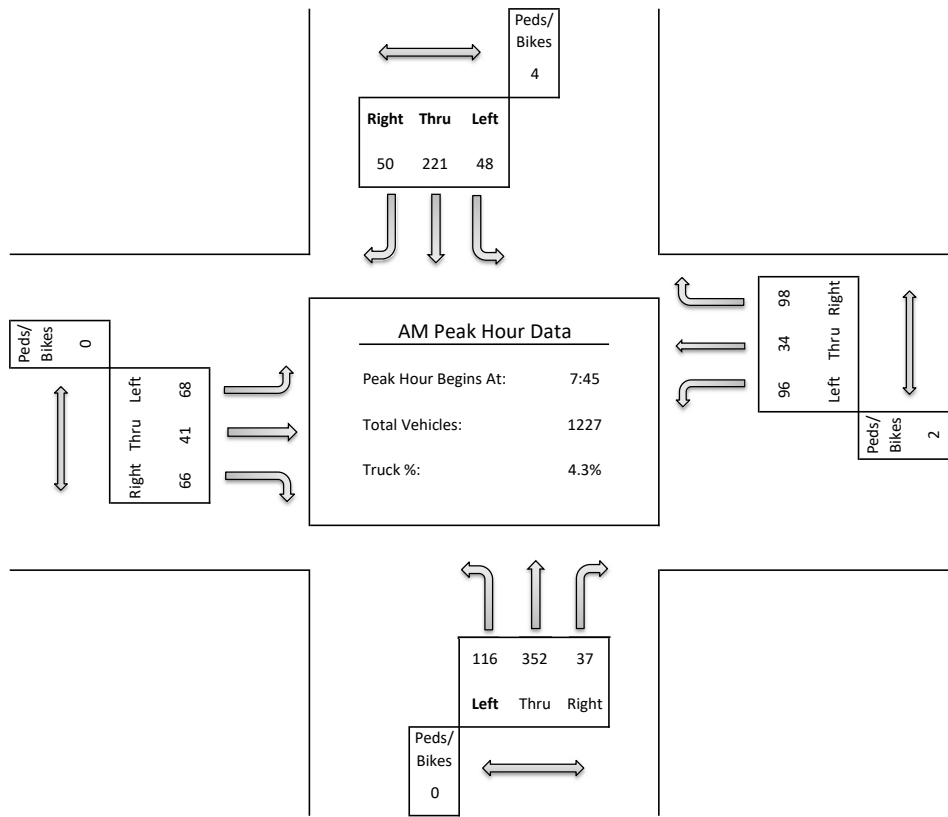 Peds/
Bikes
4
Right Thru Left
50 221 48
Peds/
Bikes
0
Left 68
Thru 41
Right 66
AM Peak Hour Data
Peak Hour Begins At: 7:45
Total Vehicles: 1227
Truck %: 4.3%
98 Right
34 Thru
96 Left
Peds/
Bikes
2
116 352 37
Left Thru Right
Peds/
Bikes
0